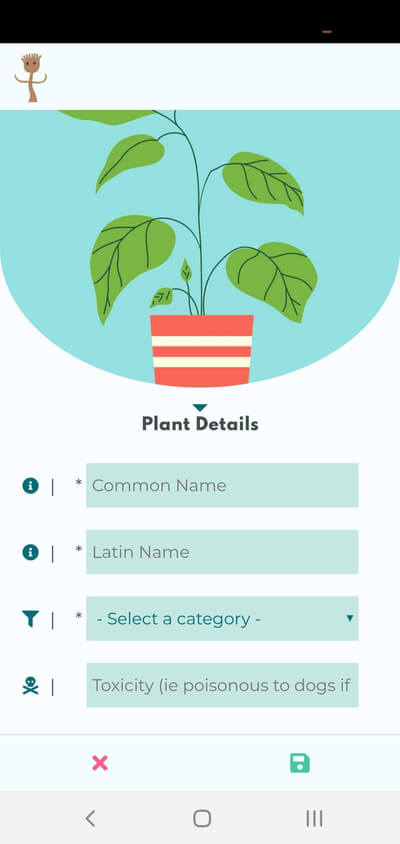 Plant Details
| * Common Name
| * Latin Name
| * - Select a category -
| Toxicity (ie poisonous to dogs if